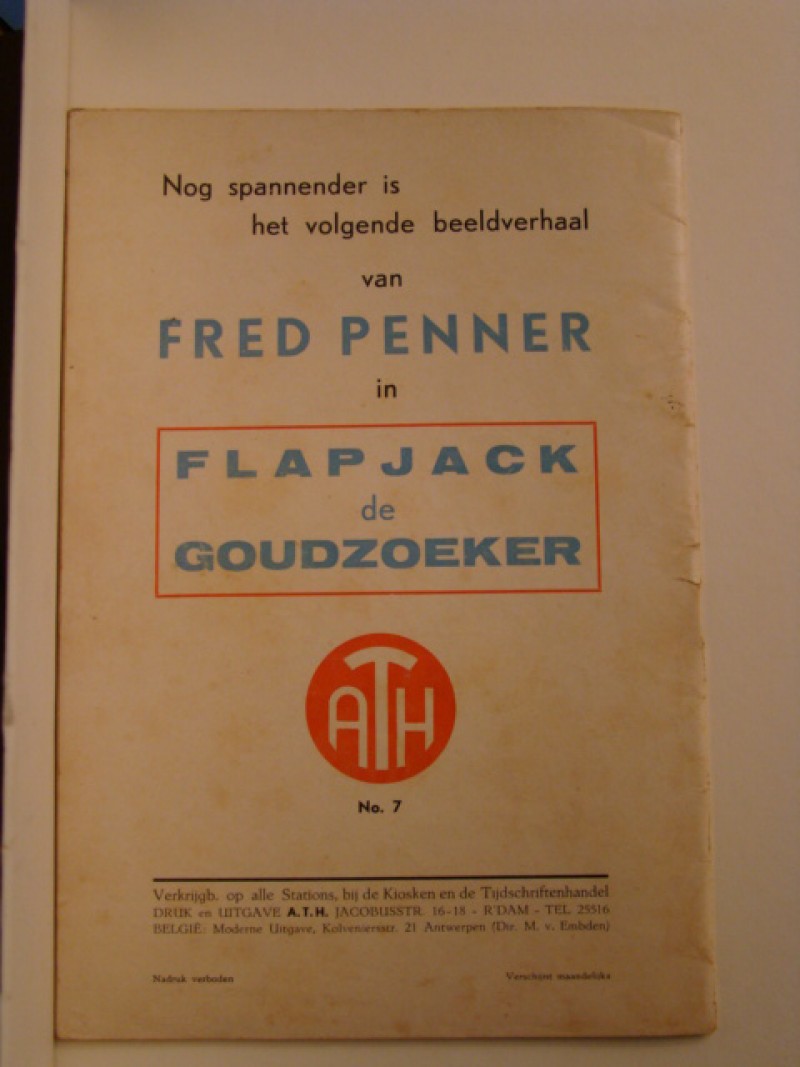 Nog spannender is
het volgende beeldverhaal
van
FRED PENNER
in
FLAPJACK
de
GOUDZOEKER
ATH
No. 7
Verkrijgb. op alle Stations, bij de Kiosken en de Tijdschriftenhandel
DRUK en UITGAVE A.T.H. JACOBUSSTR. 16-18 - R'DAM - TEL 25516
BELGIË: Moderne Uitgave, Kolveniersstr. 21 Antwerpen (Dir. M. v. Embden)
Nadruk verboden
Verschijnt maandelijks